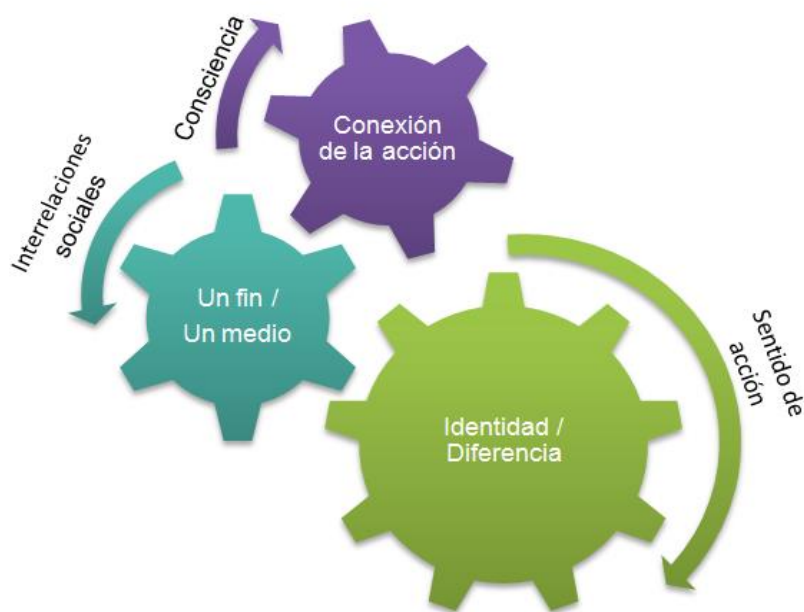 Consciencia
Conexión
de la acción
Interrelaciones
sociales
Un fin /
Un medio
Sentido de
acción
Identidad /
Diferencia